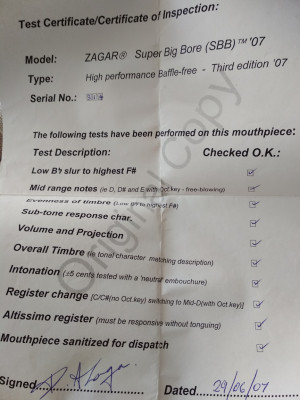 Test Certificate/Certificate of Inspection:
Model: ZAGAR® Super Big Bore (SBB)™ '07
Type: High performance Baffle-free - Third edition '07
Serial No.:
The following tests have been performed on this mouthpiece:
Test Description: Checked O.K.:
Low B♭ slur to highest F#
Mid range notes (ie D, D# and E with Oct.key - free-blowing)
Evenness of timbre (Low B♭ to highest F#)
Sub-tone response char.
Volume and Projection
Overall Timbre (ie tonal character matching description)
Intonation (±5 cents tested with a 'neutral' embouchure)
Register change [C/C#(no Oct.key) switching to Mid-D(with Oct.key)]
Altissimo register (must be responsive without tonguing)
Mouthpiece sanitized for dispatch
Signed Dated 29/06/07
Original Copy